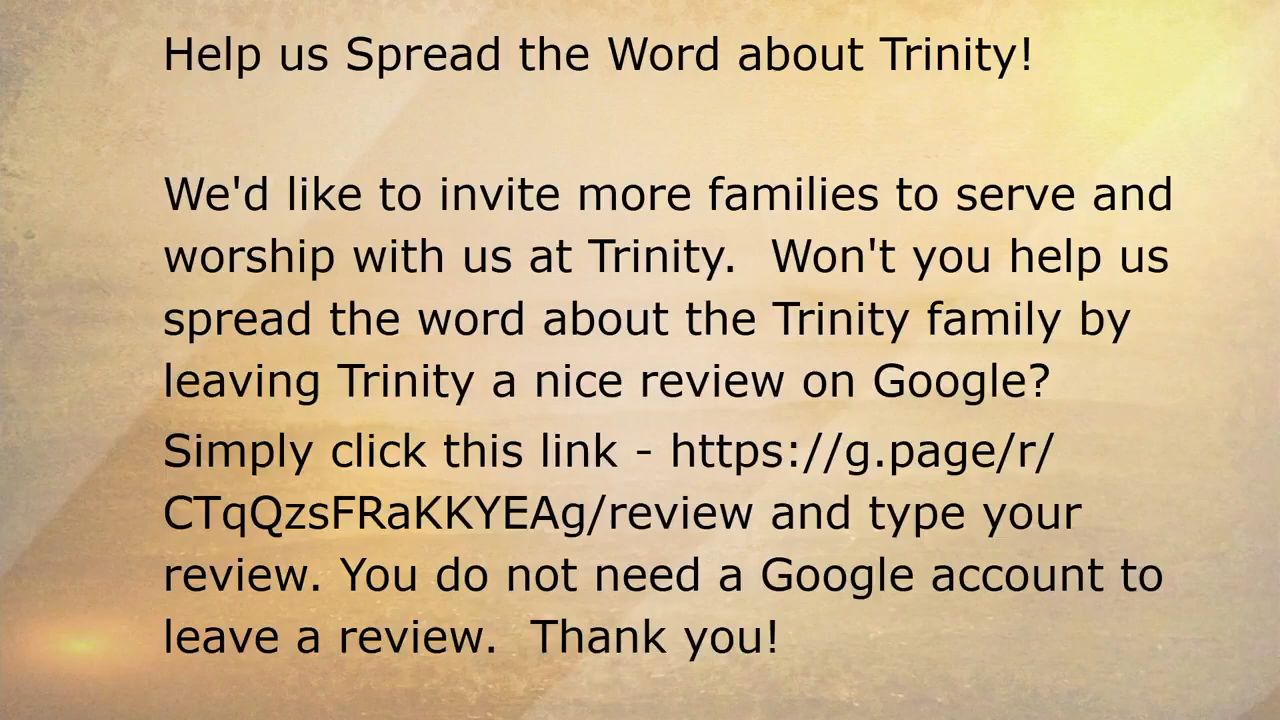 Help us Spread the Word about Trinity!
We'd like to invite more families to serve and
worship with us at Trinity.  Won't you help us
spread the word about the Trinity family by
leaving Trinity a nice review on Google?
Simply click this link - https://g.page/r/
CTqQzsFRaKKYEAg/review and type your
review. You do not need a Google account to
leave a review.  Thank you!